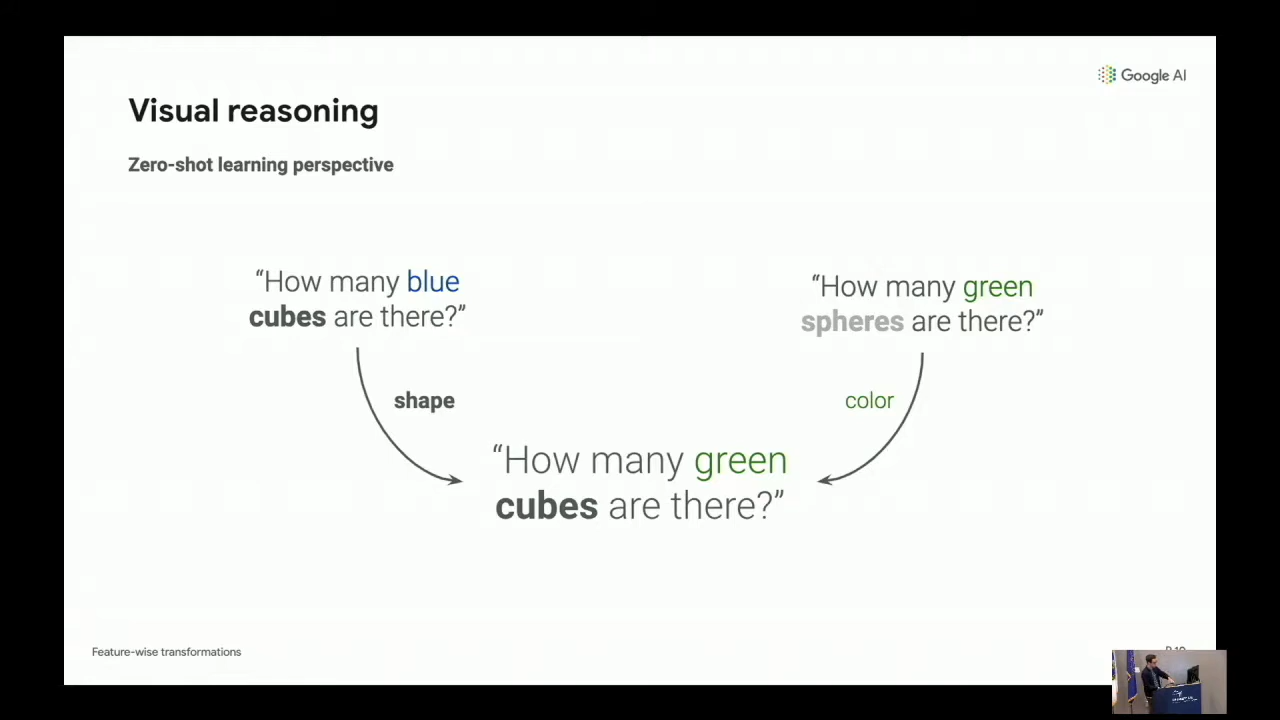 Google AI
Visual reasoning
Zero-shot learning perspective
“How many blue
cubes are there?”
“How many green
spheres are there?”
shape
color
“How many green
cubes are there?”
Feature-wise transformations